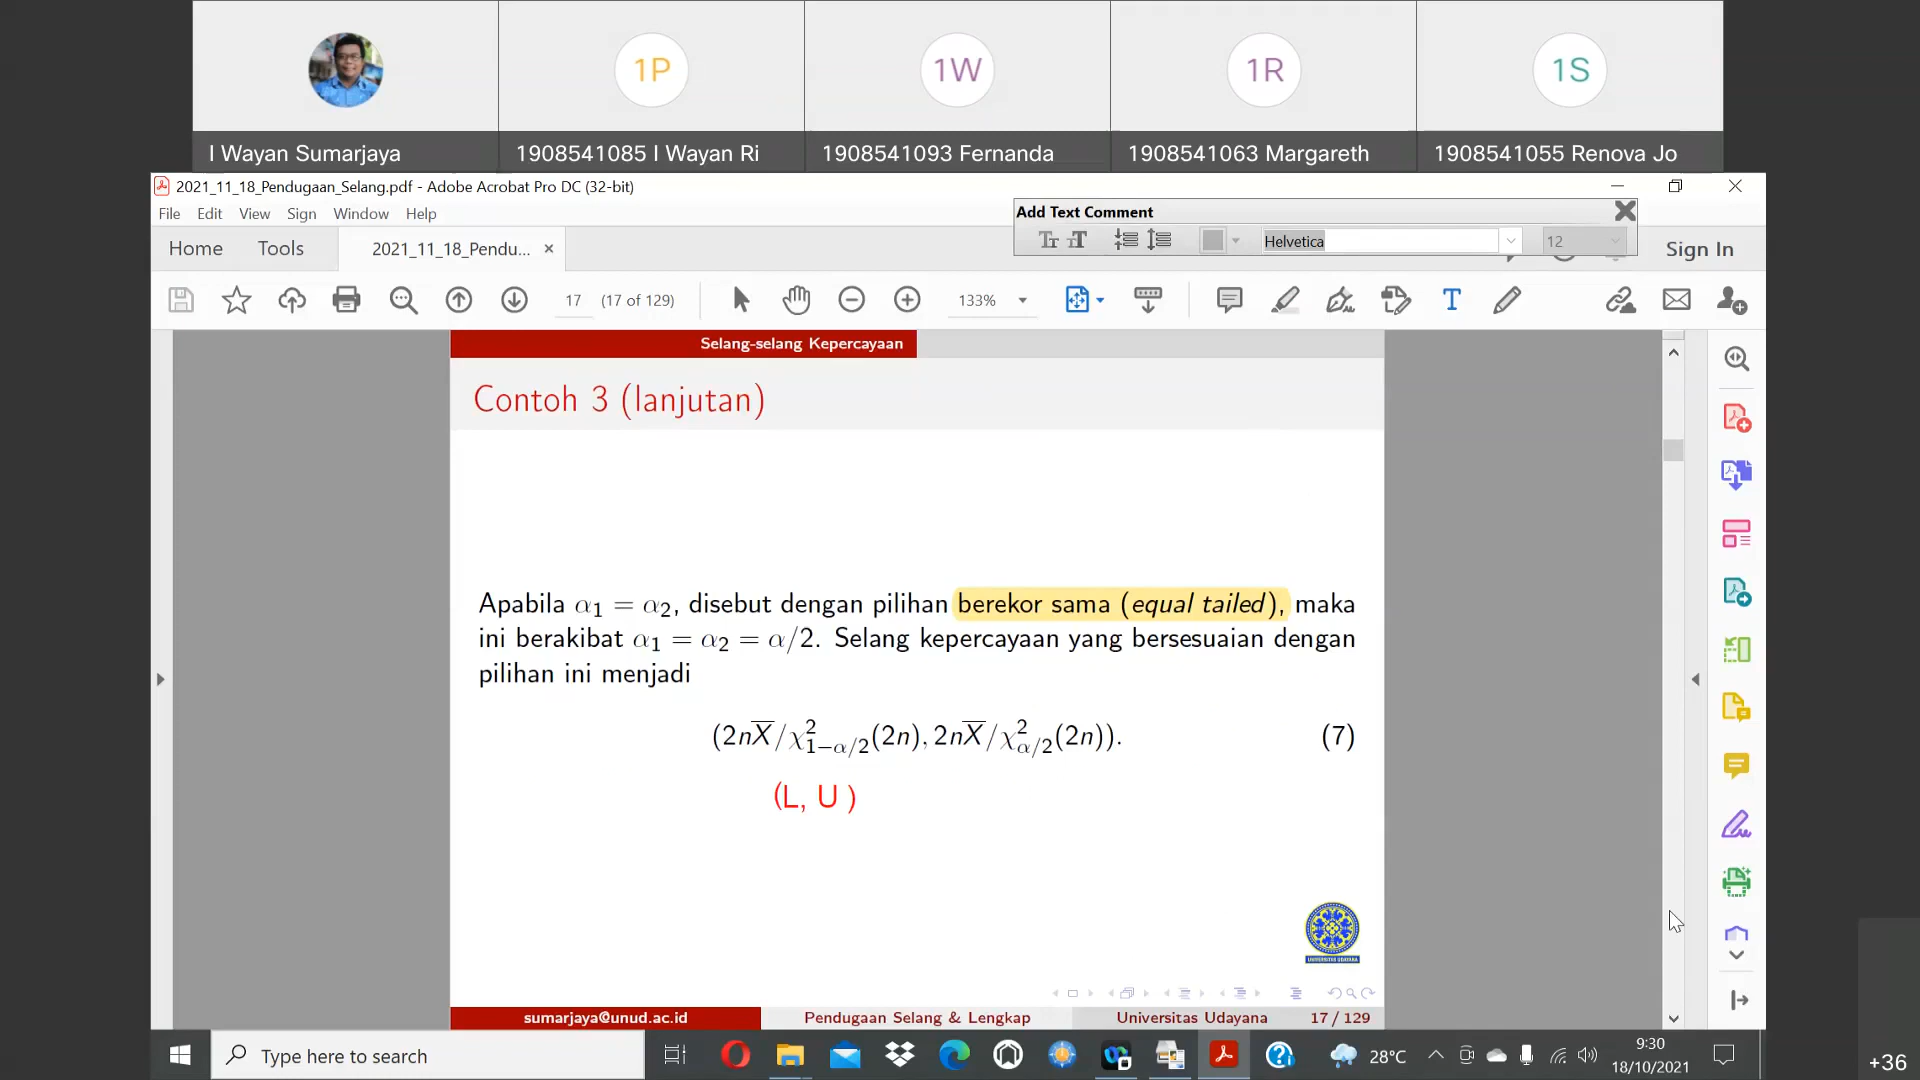 1P
1W
1R
1S
I Wayan Sumarjaya
1908541085 I Wayan Ri
1908541093 Fernanda
1908541063 Margareth
1908541055 Renova Jo
2021_11_18_Pendugaan_Selang.pdf - Adobe Acrobat Pro DC (32-bit)
File Edit View Sign Window Help
Add Text Comment
Helvetica
12
Home Tools 2021_11_18_Pendu... × Sign In
17 (17 of 129) 133%
Selang-selang Kepercayaan
Contoh 3 (lanjutan)
Apabila α₁ = α₂, disebut dengan pilihan berekor sama (equal tailed), maka
ini berakibat α₁ = α₂ = α/2. Selang kepercayaan yang bersesuaian dengan
pilihan ini menjadi
(2nX̅/χ²₁₋α/₂(2n), 2nX̅/χ²α/₂(2n)). (7)
(L, U )
UNIVERSITAS UDAYANA
sumarjaya@unud.ac.id Pendugaan Selang & Lengkap Universitas Udayana 17 / 129
Type here to search
28°C
9:30
18/10/2021
+36